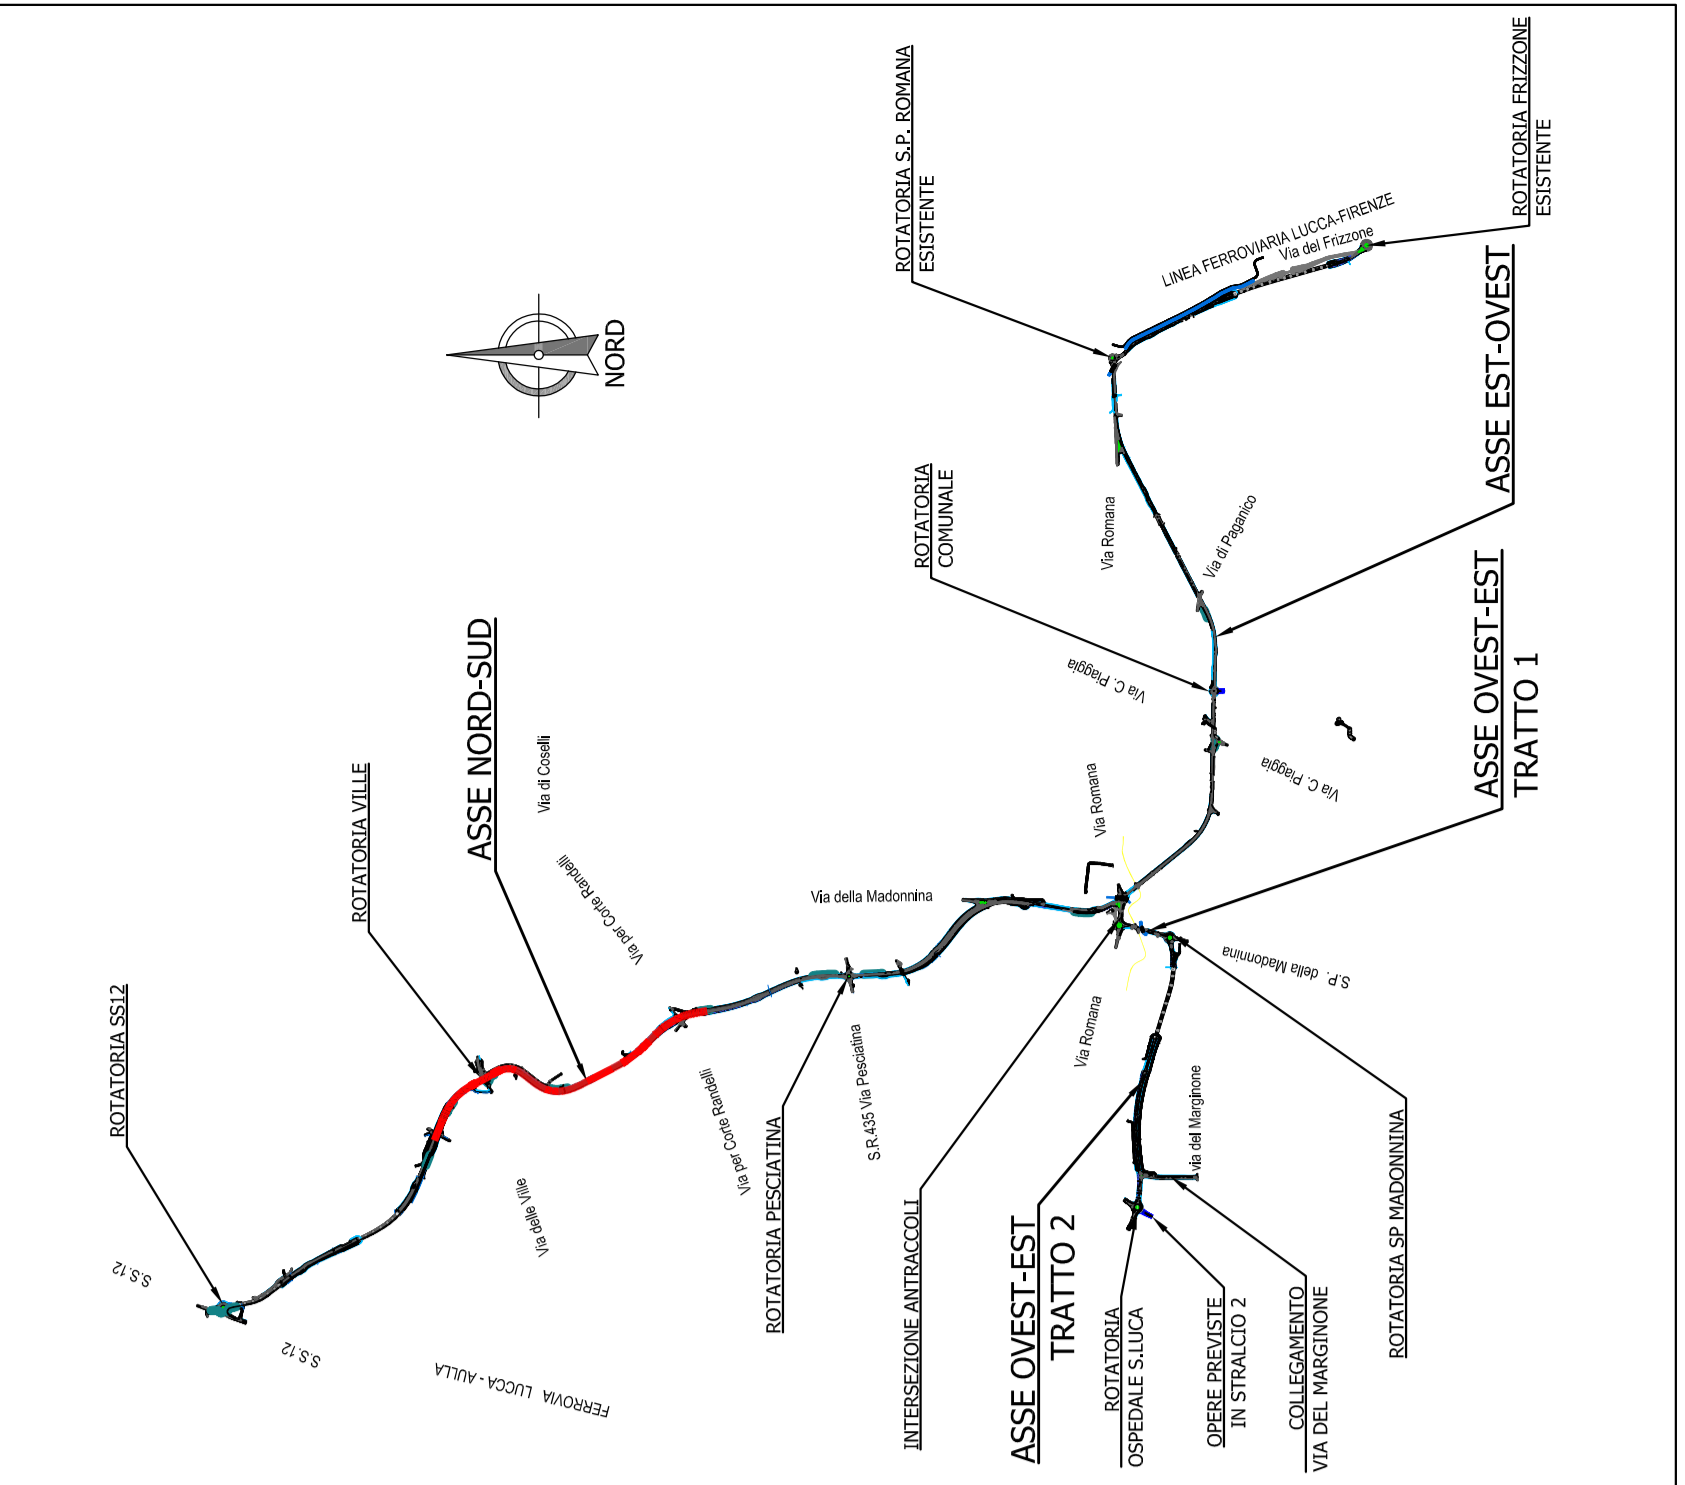 ROTATORIA SS12
ROTATORIA VILLE
ASSE NORD-SUD
Via di Coselli
Via per Corte Randelli
NORD
ROTATORIA S.P. ROMANA
ESISTENTE
LINEA FERROVIARIA LUCCA-FIRENZE
Via del Frizzone
ROTATORIA FRIZZONE
ESISTENTE
ASSE EST-OVEST
ROTATORIA
COMUNALE
Via Romana
Via di Paganico
ASSE OVEST-EST
TRATTO 1
Via C. Piaggia
Via C. Piaggia
Via Romana
Via della Madonnina
S.P. della Madonnina
Via Romana
S.R.435 Via Pesciatina
Via per Corte Randelli
ROTATORIA PESCIATINA
Via delle Ville
S.S.12
S.S.12
FERROVIA LUCCA - AULLA
INTERSEZIONE ANTRACCOLI
ASSE OVEST-EST
TRATTO 2
via del Marginone
ROTATORIA
OSPEDALE S.LUCA
OPERE PREVISTE
IN STRALCIO 2
COLLEGAMENTO
VIA DEL MARGINONE
ROTATORIA SP MADONNINA